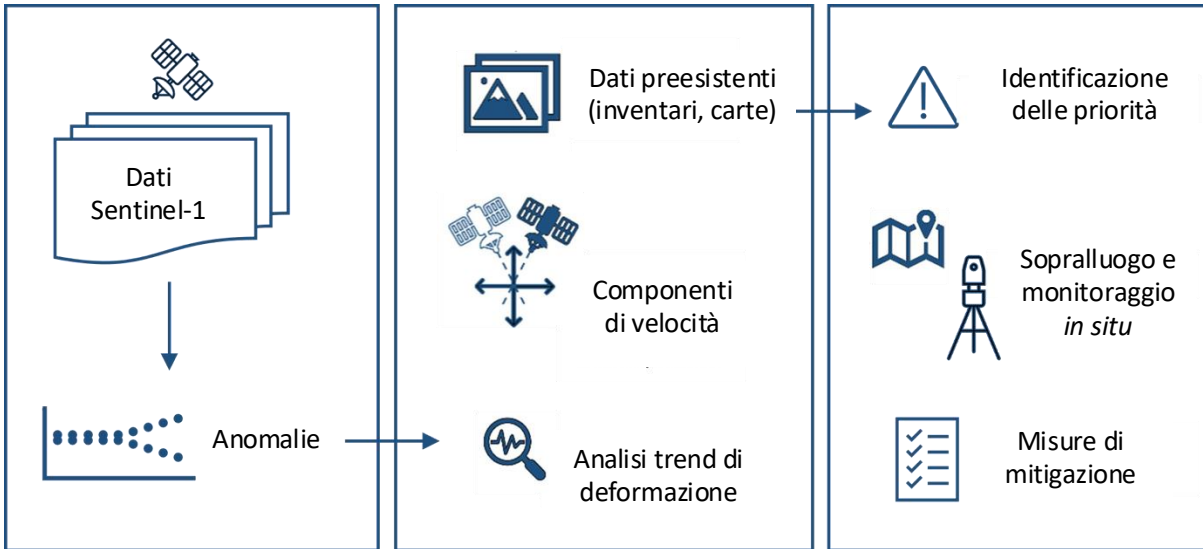 Dati
Sentinel-1
Anomalie
Dati preesistenti
(inventari, carte)
Componenti
di velocità
Analisi trend di
deformazione
Identificazione
delle priorità
Sopralluogo e
monitoraggio
in situ
Misure di
mitigazione